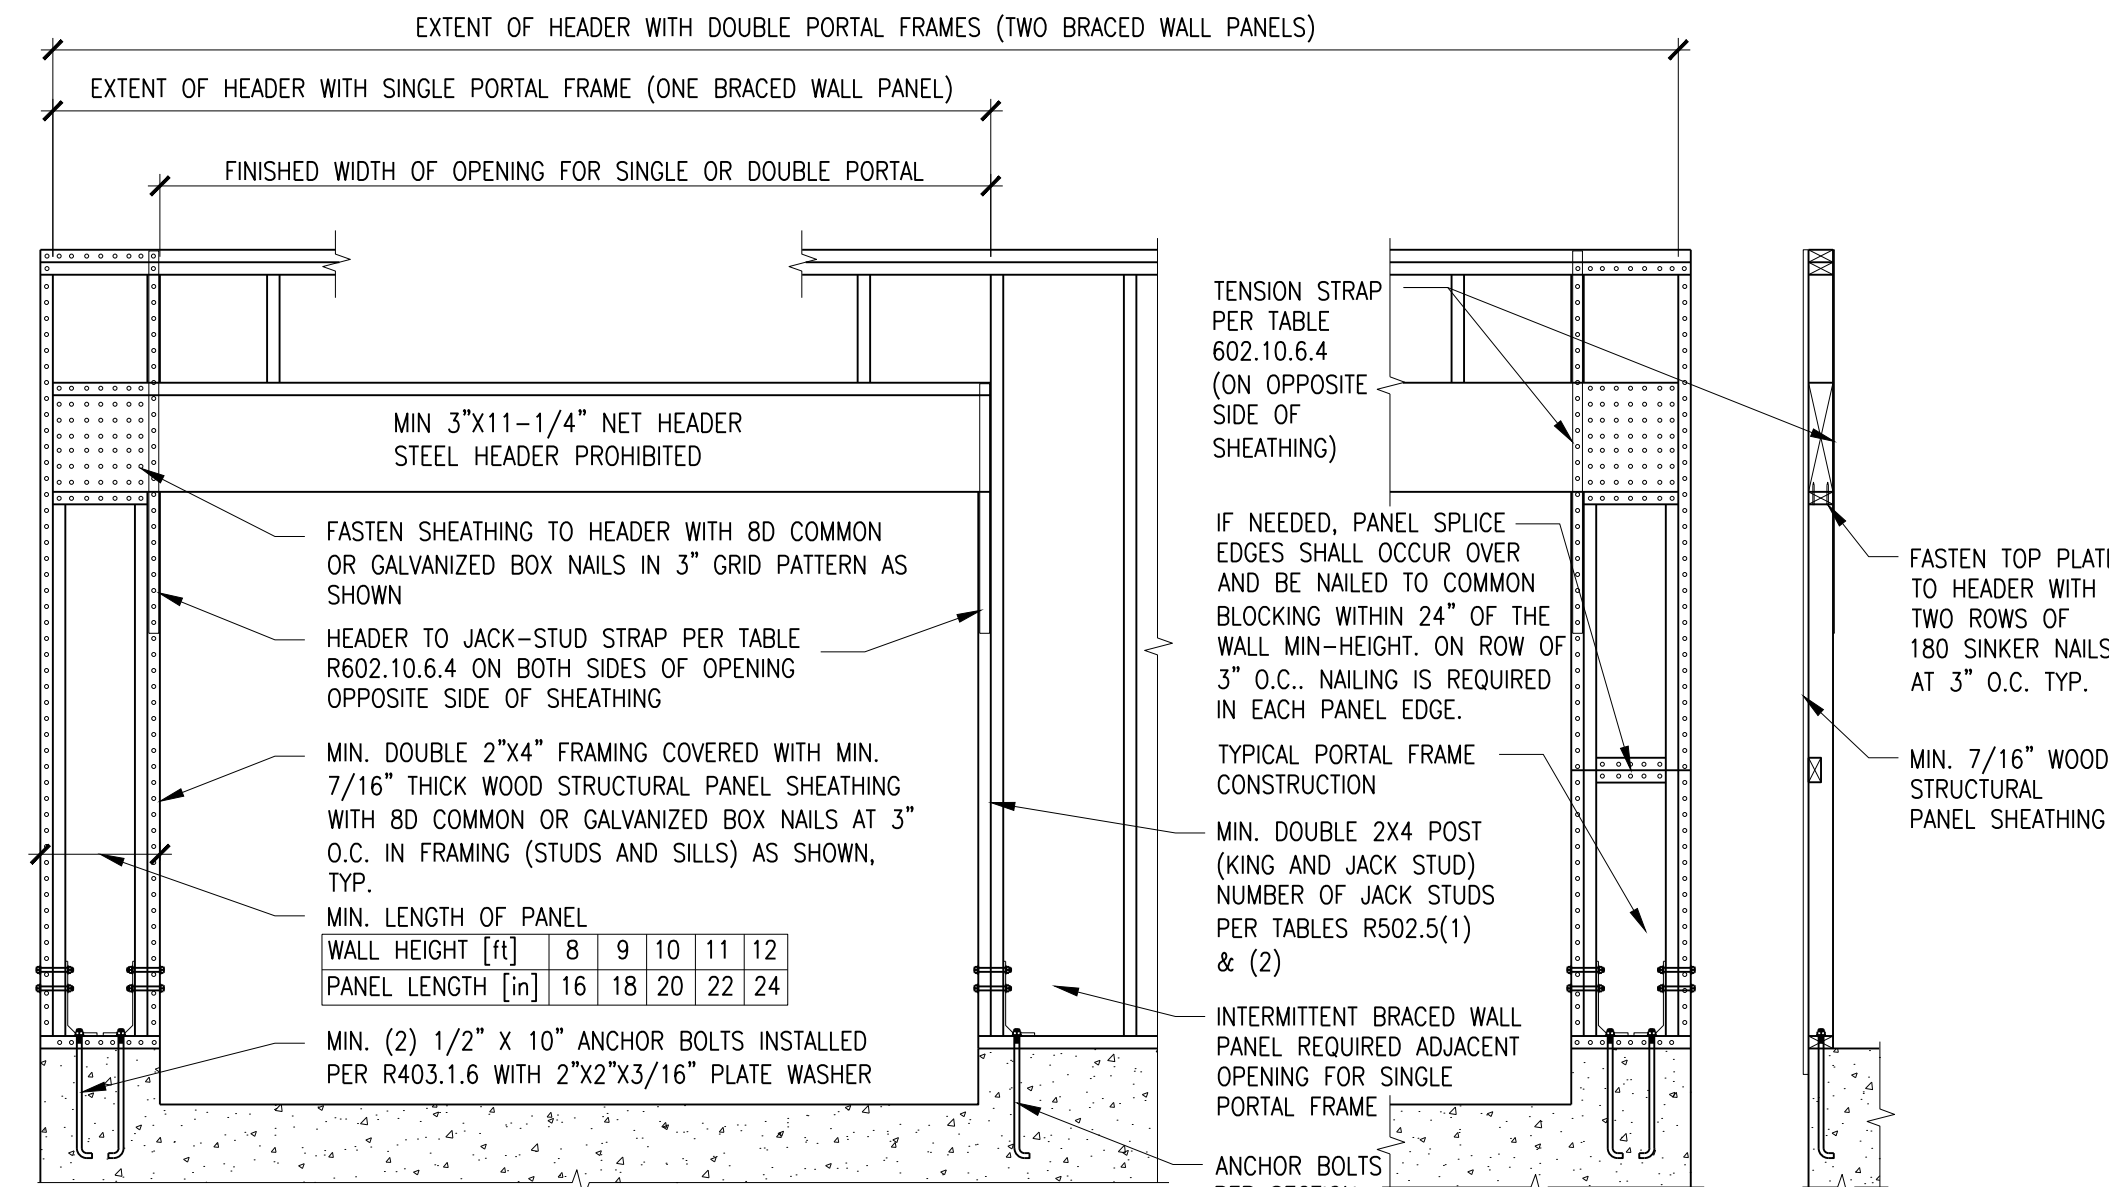 EXTENT OF HEADER WITH DOUBLE PORTAL FRAMES (TWO BRACED WALL PANELS)
EXTENT OF HEADER WITH SINGLE PORTAL FRAME (ONE BRACED WALL PANEL)
FINISHED WIDTH OF OPENING FOR SINGLE OR DOUBLE PORTAL
MIN 3"X11-1/4" NET HEADER
STEEL HEADER PROHIBITED
FASTEN SHEATHING TO HEADER WITH 8D COMMON
OR GALVANIZED BOX NAILS IN 3" GRID PATTERN AS
SHOWN
HEADER TO JACK-STUD STRAP PER TABLE
R602.10.6.4 ON BOTH SIDES OF OPENING
OPPOSITE SIDE OF SHEATHING
MIN. DOUBLE 2"X4" FRAMING COVERED WITH MIN.
7/16" THICK WOOD STRUCTURAL PANEL SHEATHING
WITH 8D COMMON OR GALVANIZED BOX NAILS AT 3"
O.C. IN FRAMING (STUDS AND SILLS) AS SHOWN,
TYP.
MIN. LENGTH OF PANEL
WALL HEIGHT [ft] 8 9 10 11 12
PANEL LENGTH [in] 16 18 20 22 24
MIN. (2) 1/2" X 10" ANCHOR BOLTS INSTALLED
PER R403.1.6 WITH 2"X2"X3/16" PLATE WASHER
TENSION STRAP
PER TABLE
602.10.6.4
(ON OPPOSITE
SIDE OF
SHEATHING)
IF NEEDED, PANEL SPLICE
EDGES SHALL OCCUR OVER
AND BE NAILED TO COMMON
BLOCKING WITHIN 24" OF THE
WALL MIN-HEIGHT. ON ROW OF
3" O.C.. NAILING IS REQUIRED
IN EACH PANEL EDGE.
TYPICAL PORTAL FRAME
CONSTRUCTION
MIN. DOUBLE 2X4 POST
(KING AND JACK STUD)
NUMBER OF JACK STUDS
PER TABLES R502.5(1)
& (2)
INTERMITTENT BRACED WALL
PANEL REQUIRED ADJACENT
OPENING FOR SINGLE
PORTAL FRAME
ANCHOR BOLTS
FASTEN TOP PLATE
TO HEADER WITH
TWO ROWS OF
180 SINKER NAILS
AT 3" O.C. TYP.
MIN. 7/16" WOOD
STRUCTURAL
PANEL SHEATHING